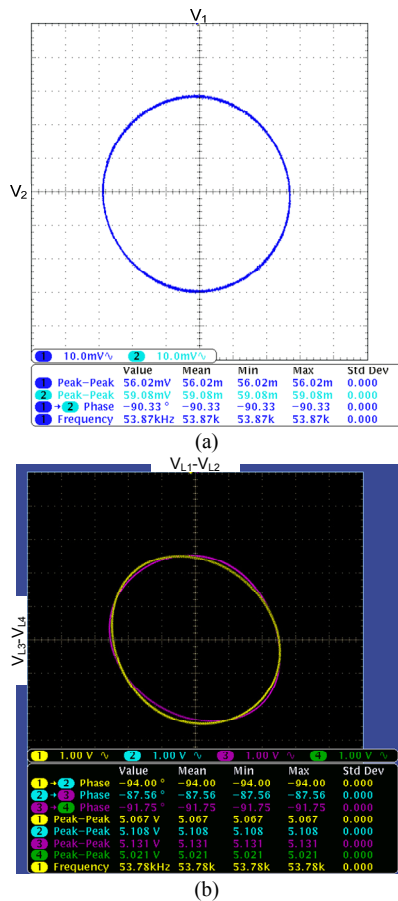 V1
V2
1 10.0mV∿ 2 10.0mV∿
Value Mean Min Max Std Dev
1 Peak-Peak 56.02mV 56.02m 56.02m 56.02m 0.000
2 Peak-Peak 59.08mV 59.08m 59.08m 59.08m 0.000
1→2 Phase -90.33 ° -90.33 -90.33 -90.33 0.000
1 Frequency 53.87kHz 53.87k 53.87k 53.87k 0.000
(a)
VL1-VL2
VL3-VL4
1 1.00 V ∿ 2 1.00 V ∿ 3 1.00 V ∿ 4 1.00 V ∿
Value Mean Min Max Std Dev
1→2 Phase -94.00 ° -94.00 -94.00 -94.00 0.000
2→3 Phase -87.56 ° -87.56 -87.56 -87.56 0.000
3→4 Phase -91.75 ° -91.75 -91.75 -91.75 0.000
1 Peak-Peak 5.067 V 5.067 5.067 5.067 0.000
2 Peak-Peak 5.108 V 5.108 5.108 5.108 0.000
3 Peak-Peak 5.131 V 5.131 5.131 5.131 0.000
4 Peak-Peak 5.021 V 5.021 5.021 5.021 0.000
1 Frequency 53.78kHz 53.78k 53.78k 53.78k 0.000
(b)